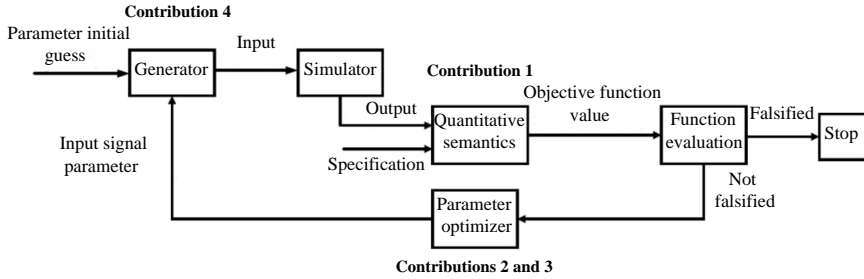 Contribution 4
Parameter initial
guess
Generator
Input
Simulator
Contribution 1
Output
Quantitative
semantics
Specification
Objective function
value
Function
evaluation
Falsified
Stop
Not
falsified
Input signal
parameter
Parameter
optimizer
Contributions 2 and 3